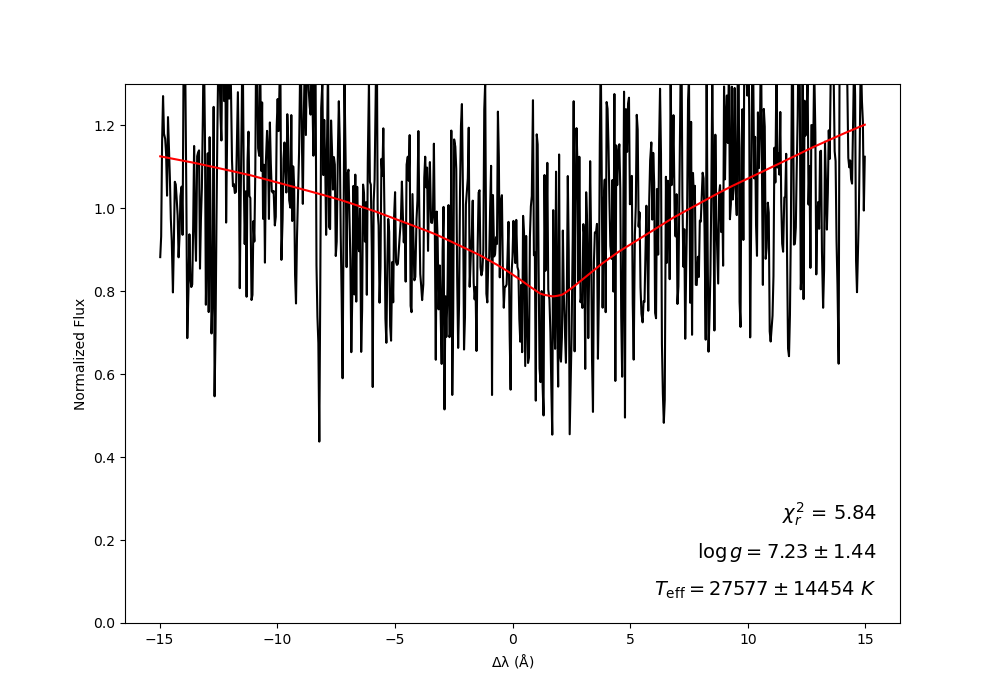 1.2
1.0
0.8
0.6
0.4
0.2
0.0
Normalized Flux
χ²ᵣ = 5.84
log g = 7.23 ± 1.44
T_eff = 27577 ± 14454 K
−15 −10 −5 0 5 10 15
Δλ (Å)